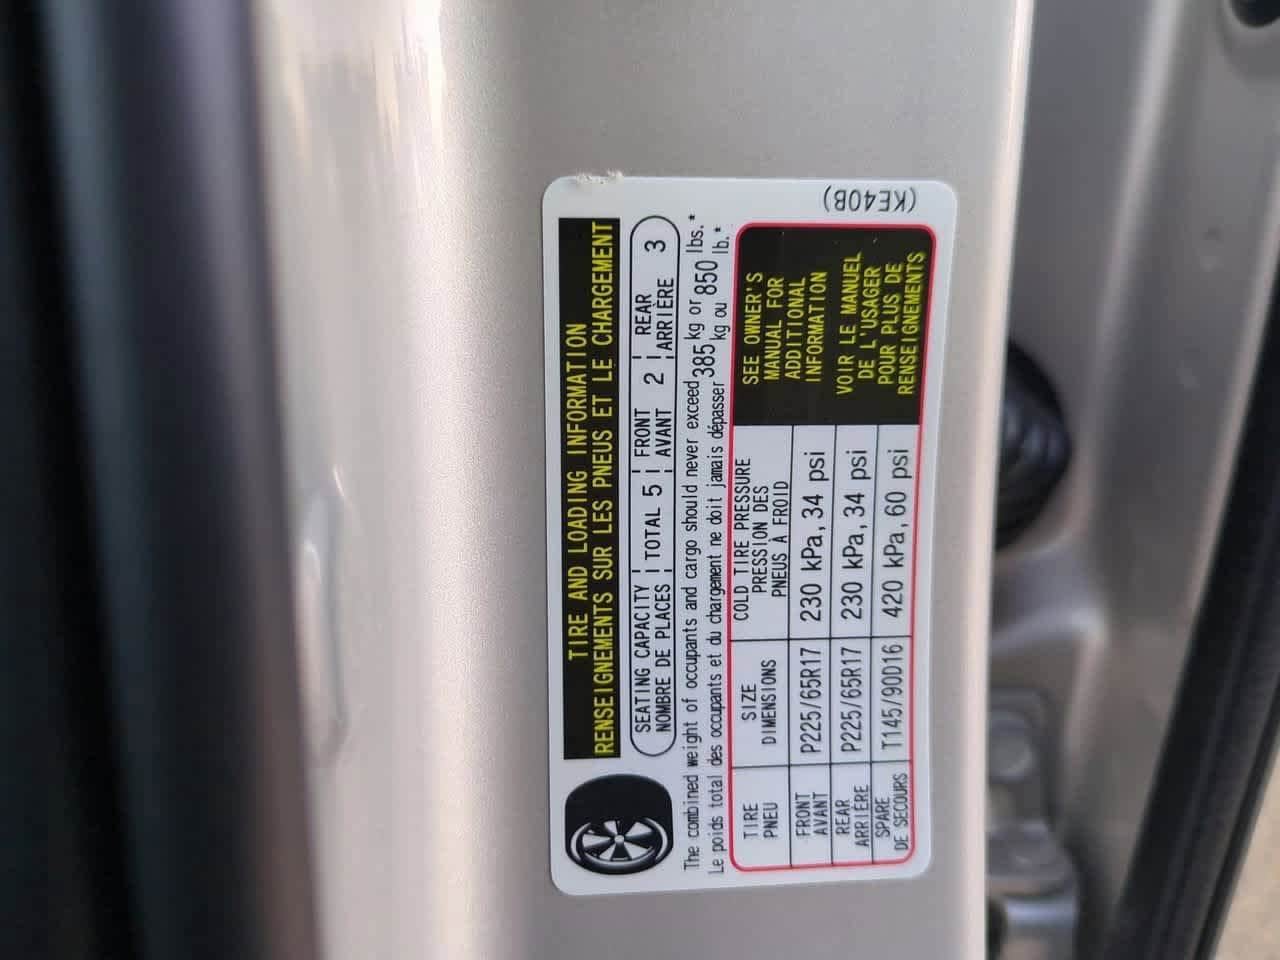 TIRE AND LOADING INFORMATION
RENSEIGNEMENTS SUR LES PNEUS ET LE CHARGEMENT
SEATING CAPACITY
NOMBRE DE PLACES
TOTAL 5
FRONT
AVANT
2
REAR
ARRIÈRE
3
The combined weight of occupants and cargo should never exceed 385 kg or 850 lbs.*
Le poids total des occupants et du chargement ne doit jamais dépasser 385 kg ou 850 lb.*
TIRE
PNEU
SIZE
DIMENSIONS
COLD TIRE PRESSURE
PRESSION DES
PNEUS À FROID
FRONT
AVANT
P225/65R17
230 kPa, 34 psi
REAR
ARRIÈRE
P225/65R17
230 kPa, 34 psi
SPARE
DE SECOURS
T145/90D16
420 kPa, 60 psi
SEE OWNER'S
MANUAL FOR
ADDITIONAL
INFORMATION
VOIR LE MANUEL
DE L'USAGER
POUR PLUS DE
RENSEIGNEMENTS
(KE40B)